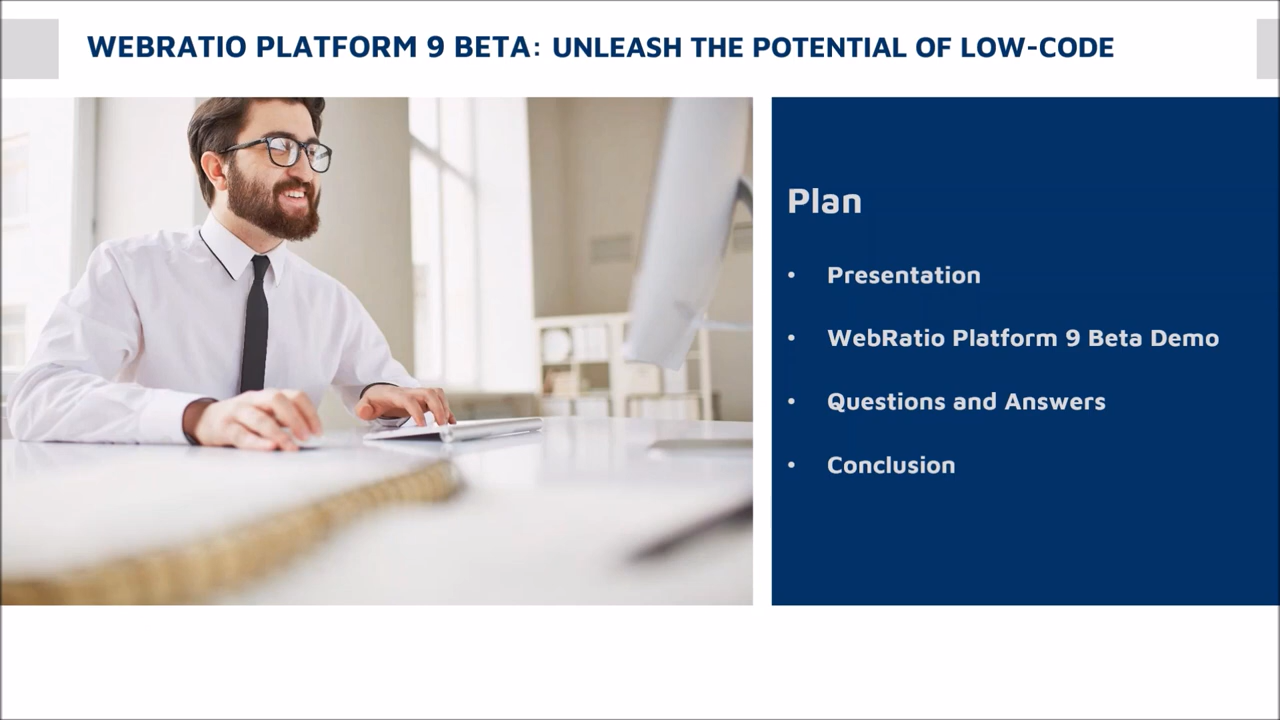 WEBRATIO PLATFORM 9 BETA: UNLEASH THE POTENTIAL OF LOW-CODE
Plan
• Presentation
• WebRatio Platform 9 Beta Demo
• Questions and Answers
• Conclusion